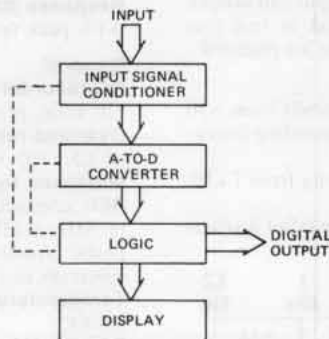 INPUT
INPUT SIGNAL
CONDITIONER
A-TO-D
CONVERTER
LOGIC
DIGITAL
OUTPUT
DISPLAY